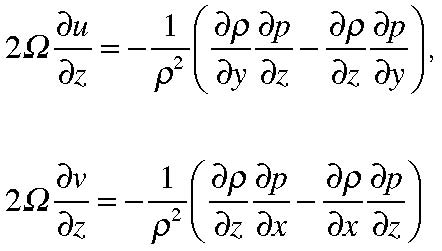 2Ω ∂u/∂z = −1/ρ² (∂ρ/∂y ∂p/∂z − ∂ρ/∂z ∂p/∂y),
2Ω ∂v/∂z = −1/ρ² (∂ρ/∂z ∂p/∂x − ∂ρ/∂x ∂p/∂z)